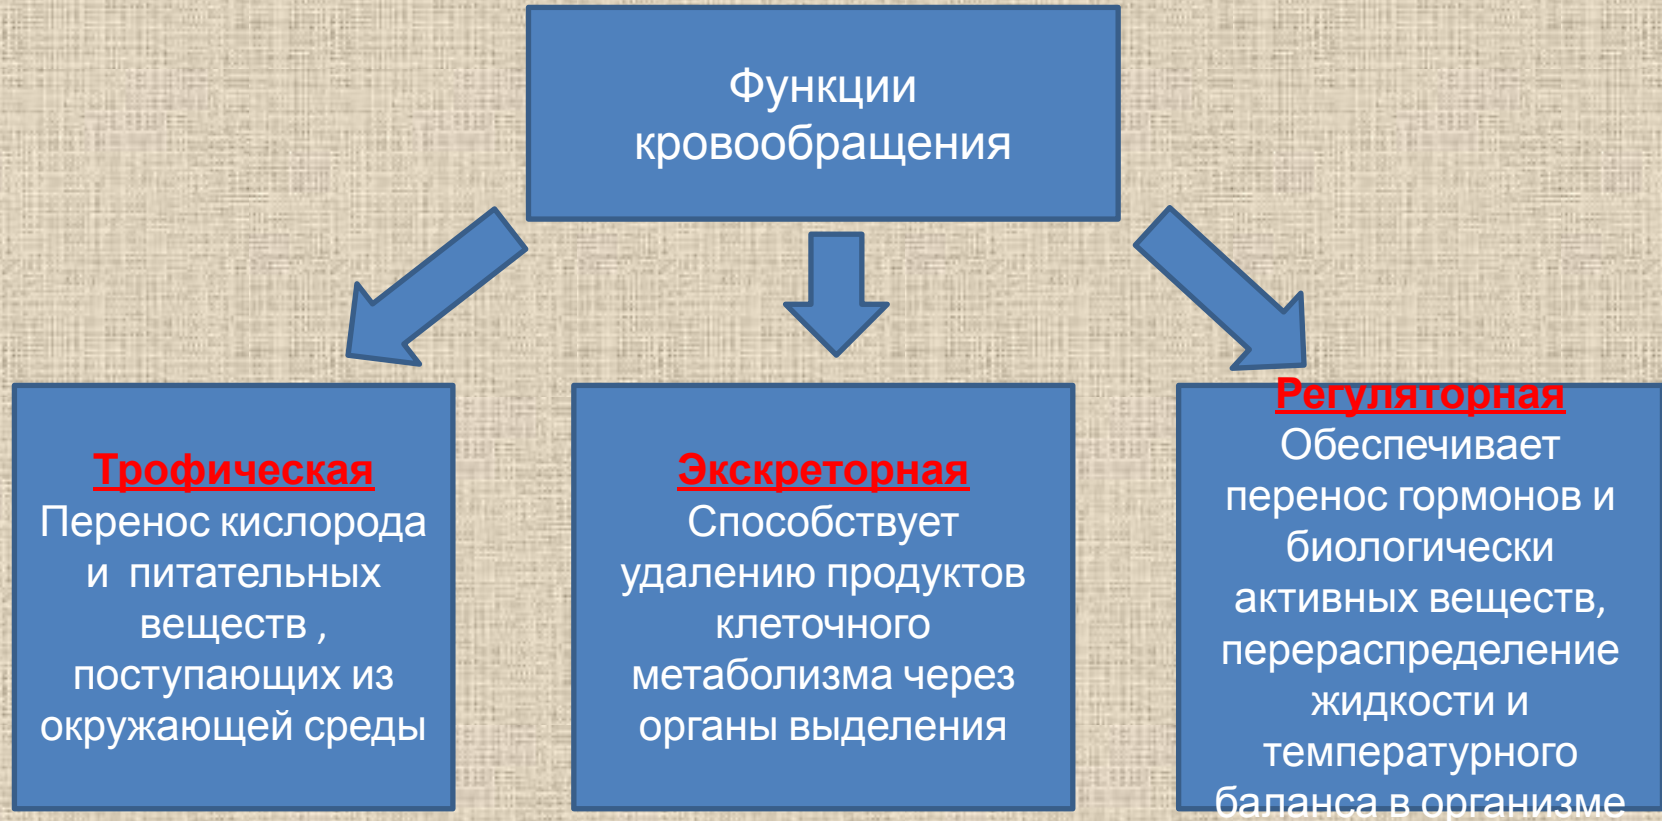 Функции
кровообращения
Трофическая
Перенос кислорода
и  питательных
веществ ,
поступающих из
окружающей среды
Экскреторная
Способствует
удалению продуктов
клеточного
метаболизма через
органы выделения
Регуляторная
Обеспечивает
перенос гормонов и
биологически
активных веществ,
перераспределение
жидкости и
температурного
баланса в организме